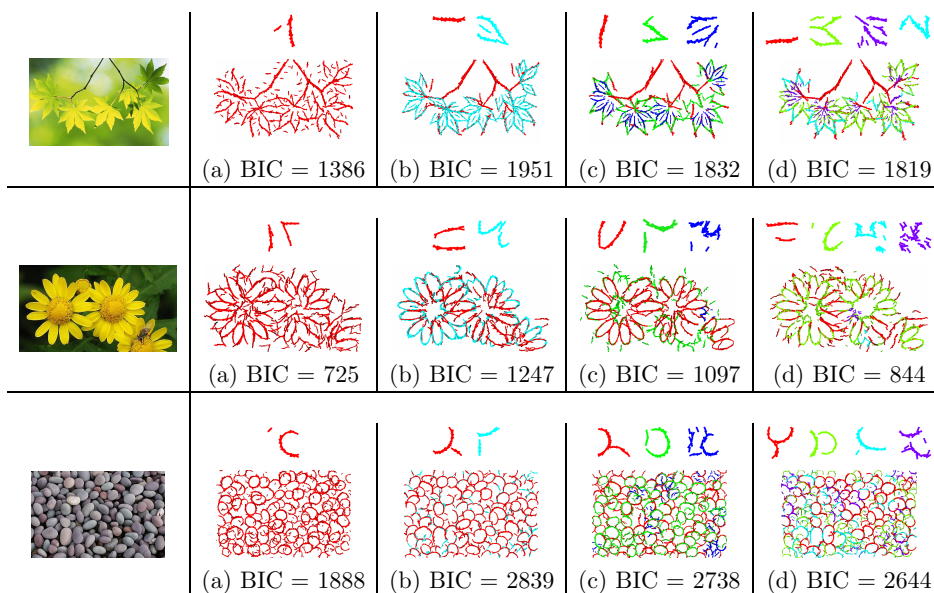 (a) BIC = 1386 (b) BIC = 1951 (c) BIC = 1832 (d) BIC = 1819
(a) BIC = 725 (b) BIC = 1247 (c) BIC = 1097 (d) BIC = 844
(a) BIC = 1888 (b) BIC = 2839 (c) BIC = 2738 (d) BIC = 2644